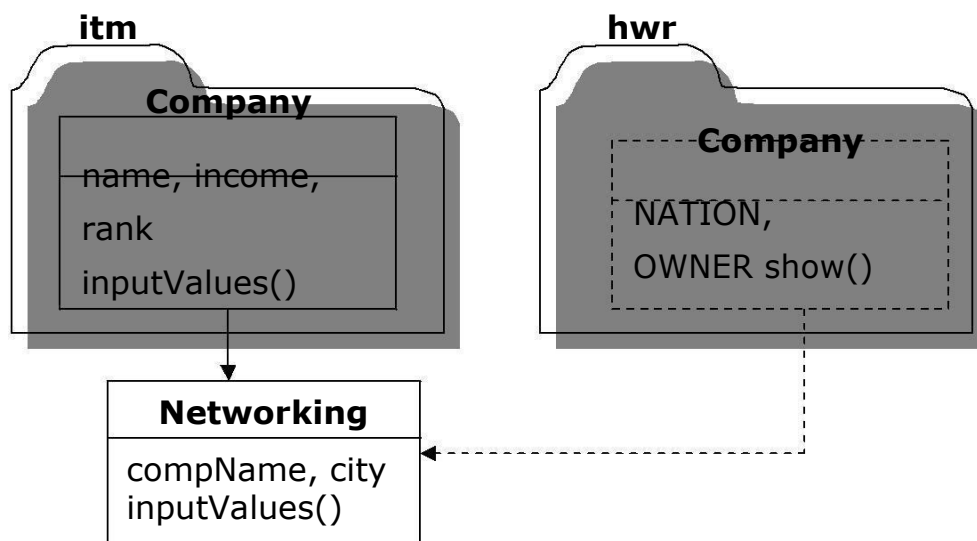 itm
Company
name, income,
rank
inputValues()
hwr
Company
NATION,
OWNER show()
Networking
compName, city
inputValues()